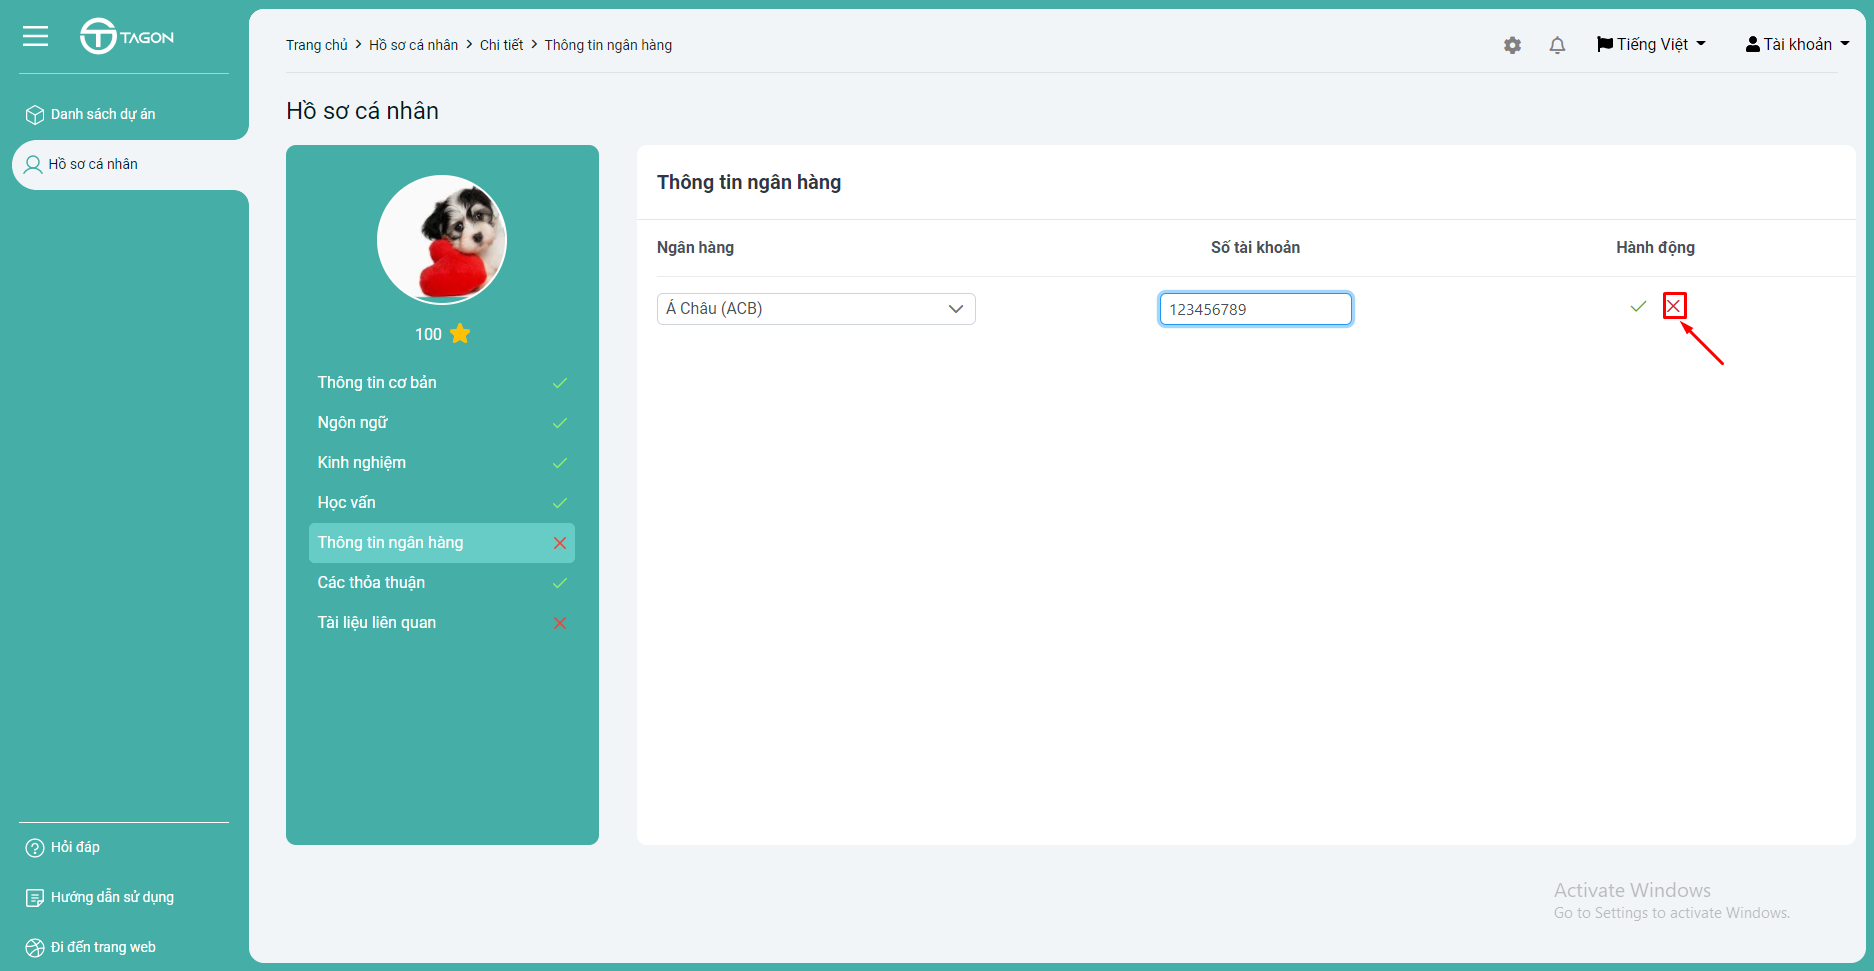 TAGON
Danh sách dự án
Hồ sơ cá nhân
Hỏi đáp
Hướng dẫn sử dụng
Đi đến trang web
Trang chủ > Hồ sơ cá nhân > Chi tiết > Thông tin ngân hàng
Tiếng Việt
Tài khoản
Hồ sơ cá nhân
100
Thông tin cơ bản
Ngôn ngữ
Kinh nghiệm
Học vấn
Thông tin ngân hàng
Các thỏa thuận
Tài liệu liên quan
Thông tin ngân hàng
Ngân hàng Số tài khoản Hành động
Á Châu (ACB) 123456789
Activate Windows
Go to Settings to activate Windows.